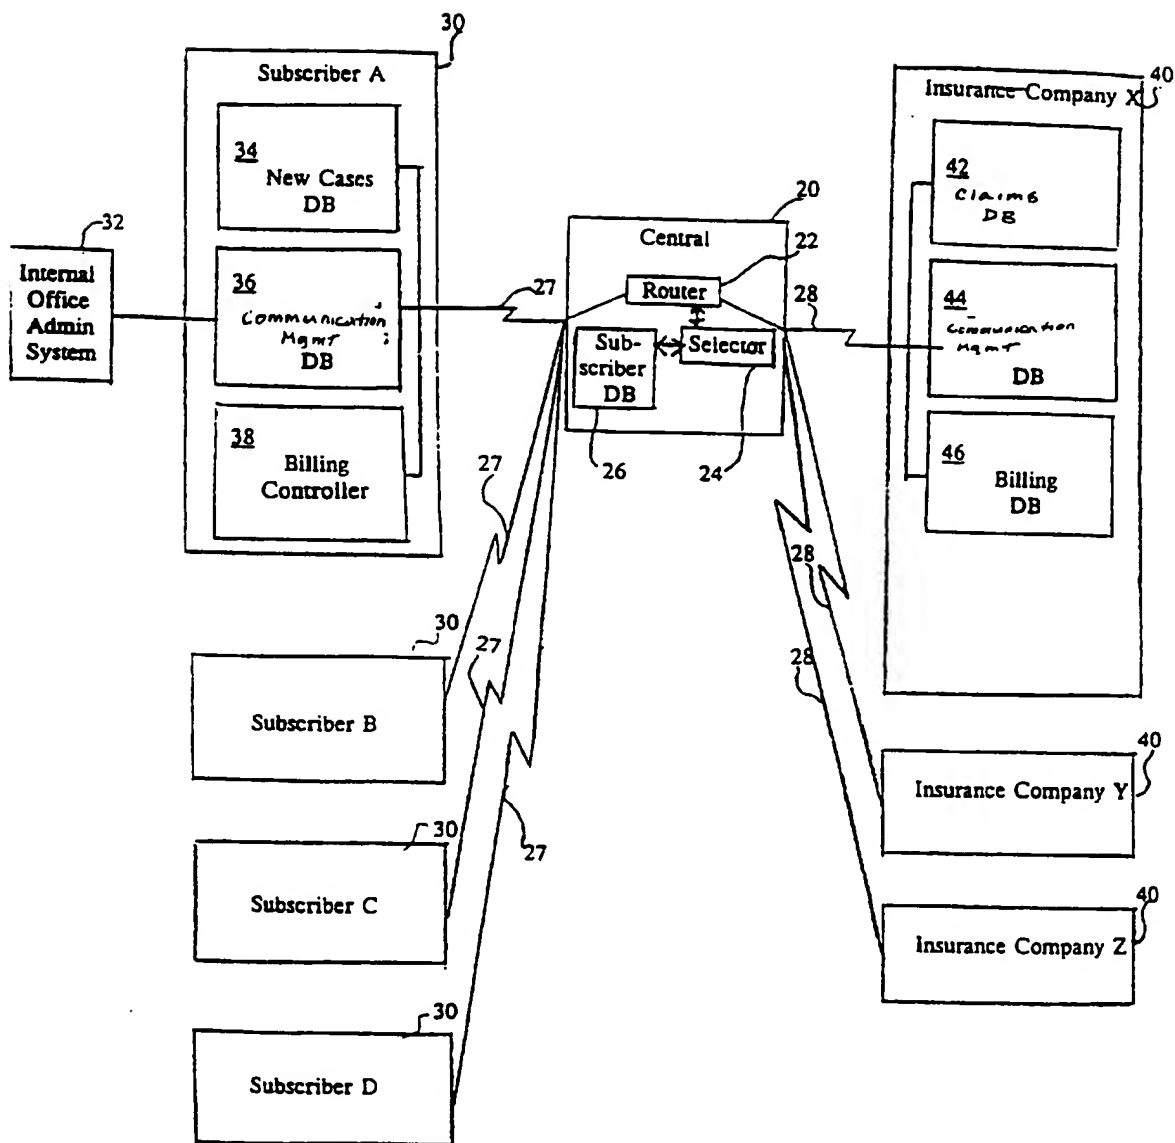 30
Subscriber A
34
New Cases
DB
32
Internal
Office
Admin
System
36
Communication
Mgmt
DB
38
Billing
Controller
27
20
Central
22
Router
Sub-
scriber
DB
Selector
26
24
28
40
Insurance Company X
42
Claims
DB
44
Communication
Mgmt
DB
46
Billing
DB
27
30
Subscriber B
27
30
Subscriber C
27
30
Subscriber D
28
28
40
Insurance Company Y
40
Insurance Company Z